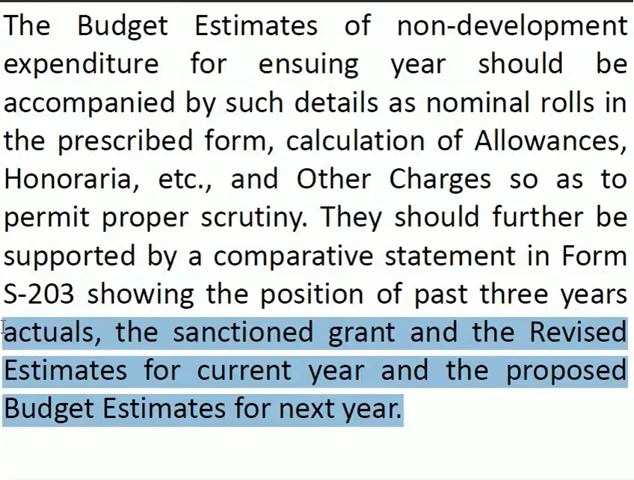 The Budget Estimates of non-development
expenditure for ensuing year should be
accompanied by such details as nominal rolls in
the prescribed form, calculation of Allowances,
Honoraria, etc., and Other Charges so as to
permit proper scrutiny. They should further be
supported by a comparative statement in Form
S-203 showing the position of past three years
actuals, the sanctioned grant and the Revised
Estimates for current year and the proposed
Budget Estimates for next year.